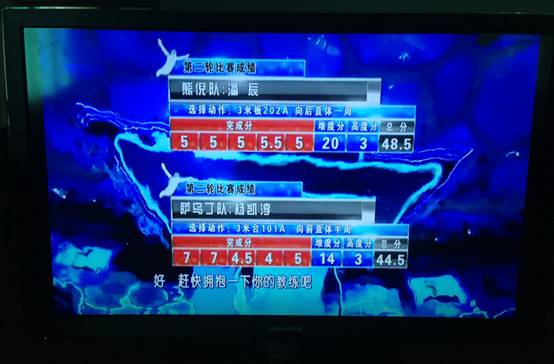 第二轮比赛成绩
熊倪队:潘 辰
选择动作：3米板202A 向后直体一周
完成分 难度分 高度分 总 分
5 5 5 5.5 5 20 3 48.5
第二轮比赛成绩
萨乌丁队:杨凯淳
选择动作：3米台101A 向前直体半周
完成分 难度分 高度分 总 分
7 7 4.5 4 5 14 3 44.5
好 赶快拥抱一下你的教练吧
Skyworth